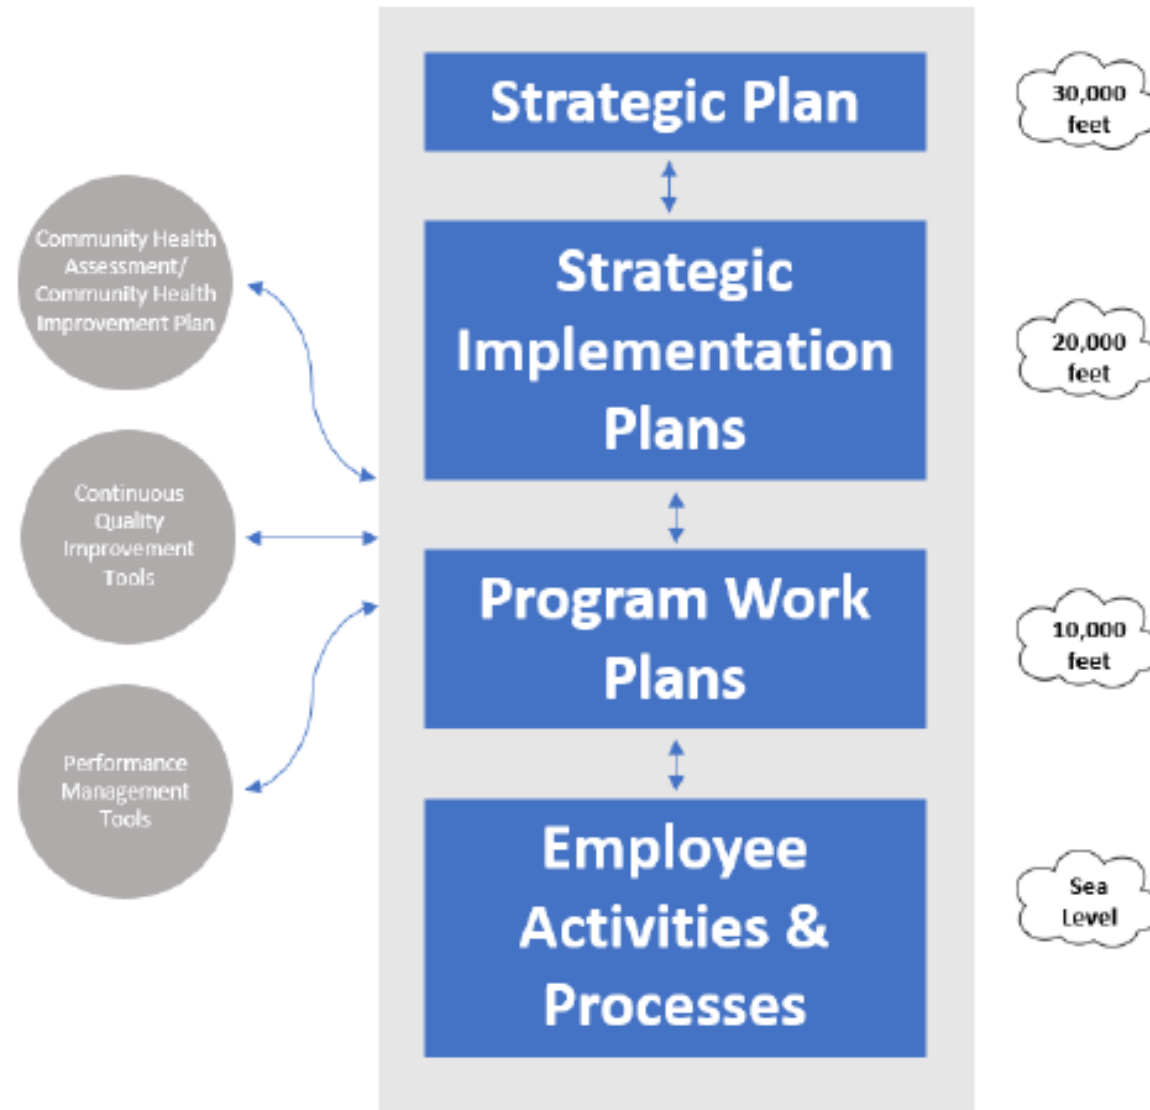 Strategic Plan
30,000
feet
Community Health
Assessment/
Community Health
Improvement Plan
Strategic
Implementation
Plans
20,000
feet
Continuous
Quality
Improvement
Tools
Program Work
Plans
10,000
feet
Performance
Management
Tools
Employee
Activities &
Processes
Sea
Level